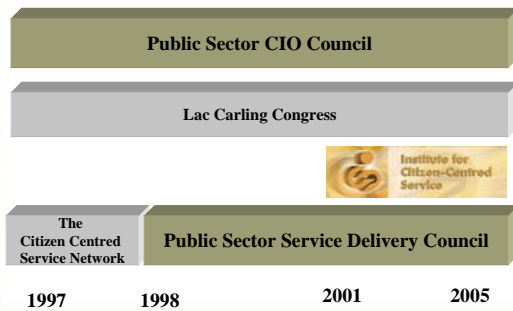 Public Sector CIO Council
Lac Carling Congress
Institute for
Citizen-Centred
Service
The
Citizen Centred
Service Network
Public Sector Service Delivery Council
1997
1998
2001
2005